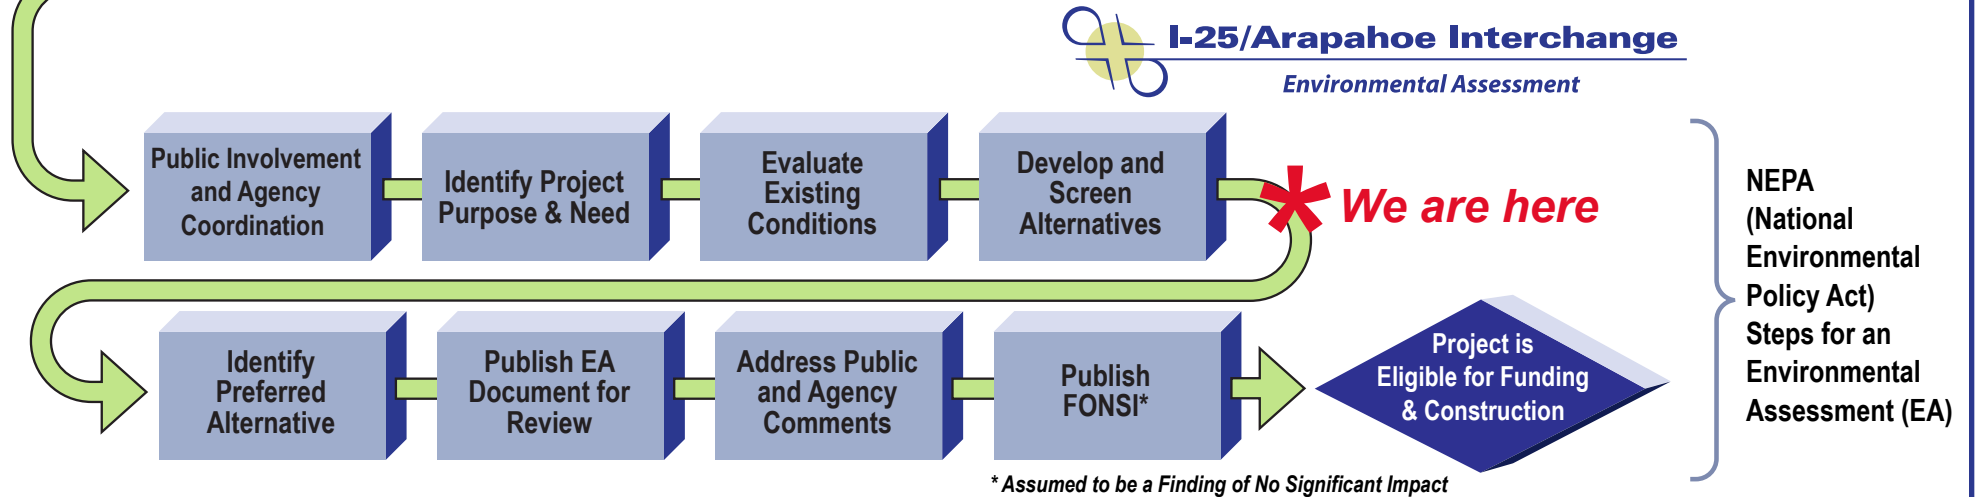 I-25/Arapahoe Interchange
Environmental Assessment
Public Involvement
and Agency
Coordination
Identify Project
Purpose & Need
Evaluate
Existing
Conditions
Develop and
Screen
Alternatives
* We are here
Identify
Preferred
Alternative
Publish EA
Document for
Review
Address Public
and Agency
Comments
Publish
FONSI*
Project is
Eligible for Funding
& Construction
* Assumed to be a Finding of No Significant Impact
NEPA
(National
Environmental
Policy Act)
Steps for an
Environmental
Assessment (EA)